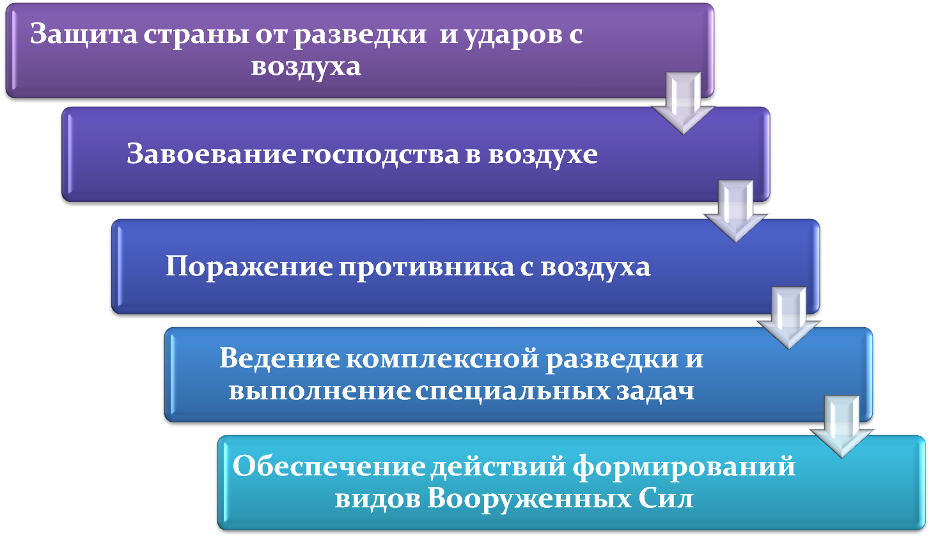 Защита страны от разведки и ударов с
воздуха
Завоевание господства в воздухе
Поражение противника с воздуха
Ведение комплексной разведки и
выполнение специальных задач
Обеспечение действий формирований
видов Вооруженных Сил